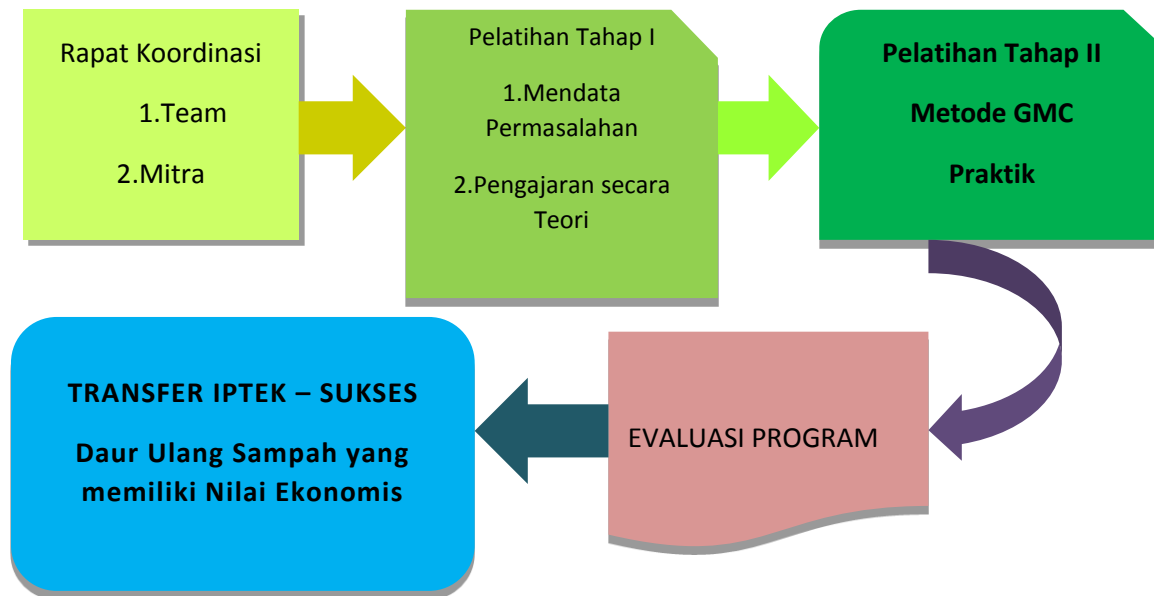 Rapat Koordinasi
1.Team
2.Mitra
Pelatihan Tahap I
1.Mendata
Permasalahan
2.Pengajaran secara
Teori
Pelatihan Tahap II
Metode GMC
Praktik
EVALUASI PROGRAM
TRANSFER IPTEK – SUKSES
Daur Ulang Sampah yang
memiliki Nilai Ekonomis